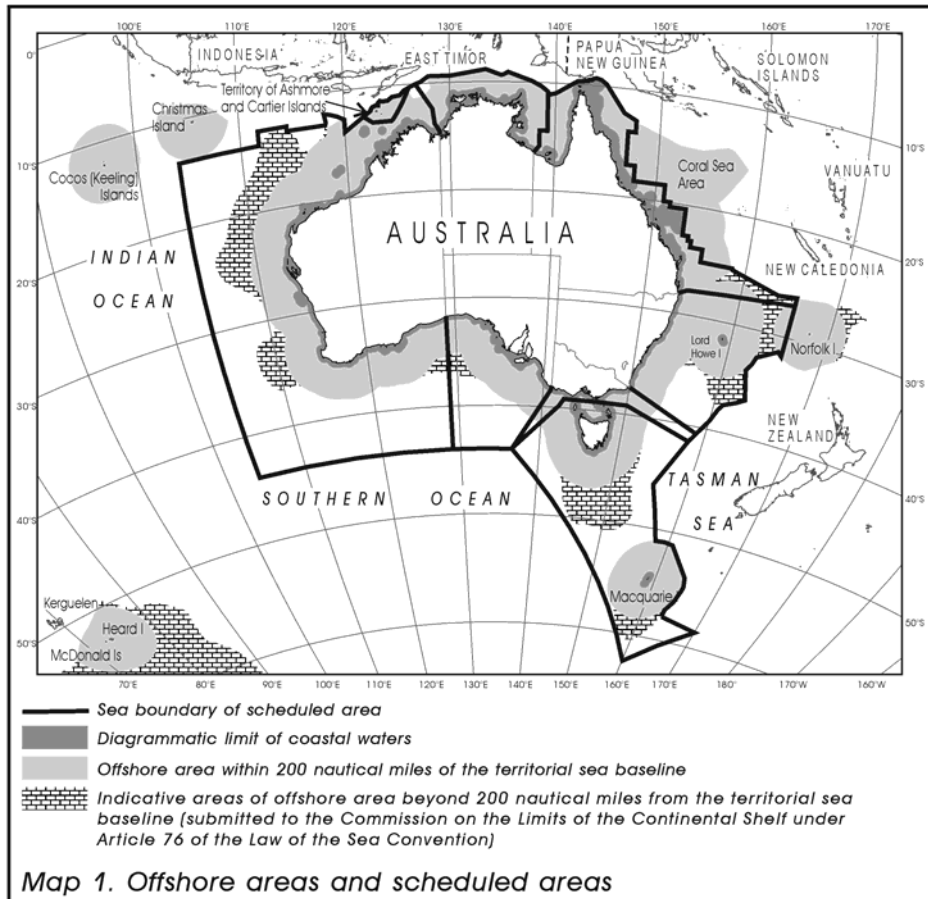 100°E
110°E
120°E
130°E
140°E
150°E
160°E
170°E
0°
INDONESIA
EAST TIMOR
PAPUA
NEW GUINEA
SOLOMON
ISLANDS
Territory of Ashmore
and Cartier Islands
Christmas
Island
10°S
10°S
Cocos (Keeling)
Islands
Coral Sea
Area
VANUATU
AUSTRALIA
INDIAN
OCEAN
NEW CALEDONIA
20°S
20°S
Lord
Howe I
Norfolk I.
30°S
30°S
NEW
ZEALAND
TASMAN
SEA
SOUTHERN OCEAN
40°S
40°S
Macquarie
Kerguelen
Heard I
McDonald Is
50°S
50°S
70°E
80°E
90°E
100°E
110°E
120°E
130°E
140°E
150°E
160°E
170°E
180°
170°W
160°W
Sea boundary of scheduled area
Diagrammatic limit of coastal waters
Offshore area within 200 nautical miles of the territorial sea baseline
Indicative areas of offshore area beyond 200 nautical miles from the territorial sea
baseline (submitted to the Commission on the Limits of the Continental Shelf under
Article 76 of the Law of the Sea Convention)
Map 1. Offshore areas and scheduled areas